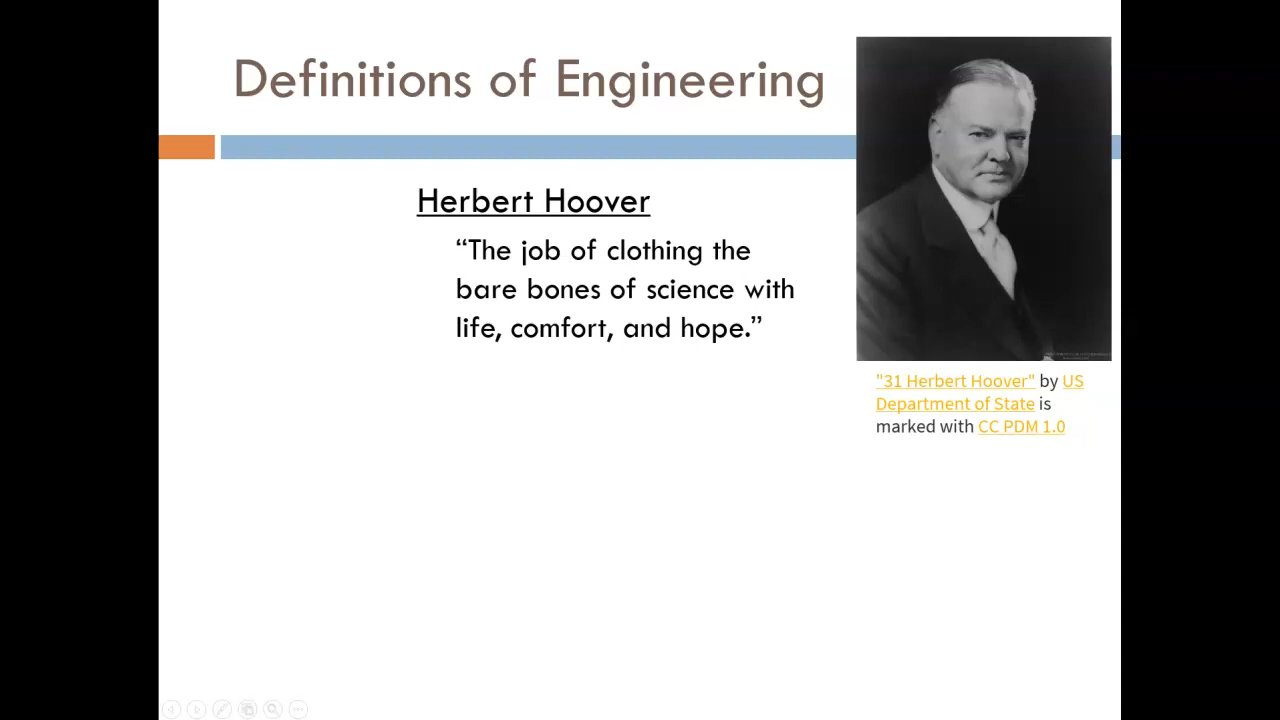 Definitions of Engineering
Herbert Hoover
“The job of clothing the
bare bones of science with
life, comfort, and hope.”
"31 Herbert Hoover" by US
Department of State is
marked with CC PDM 1.0